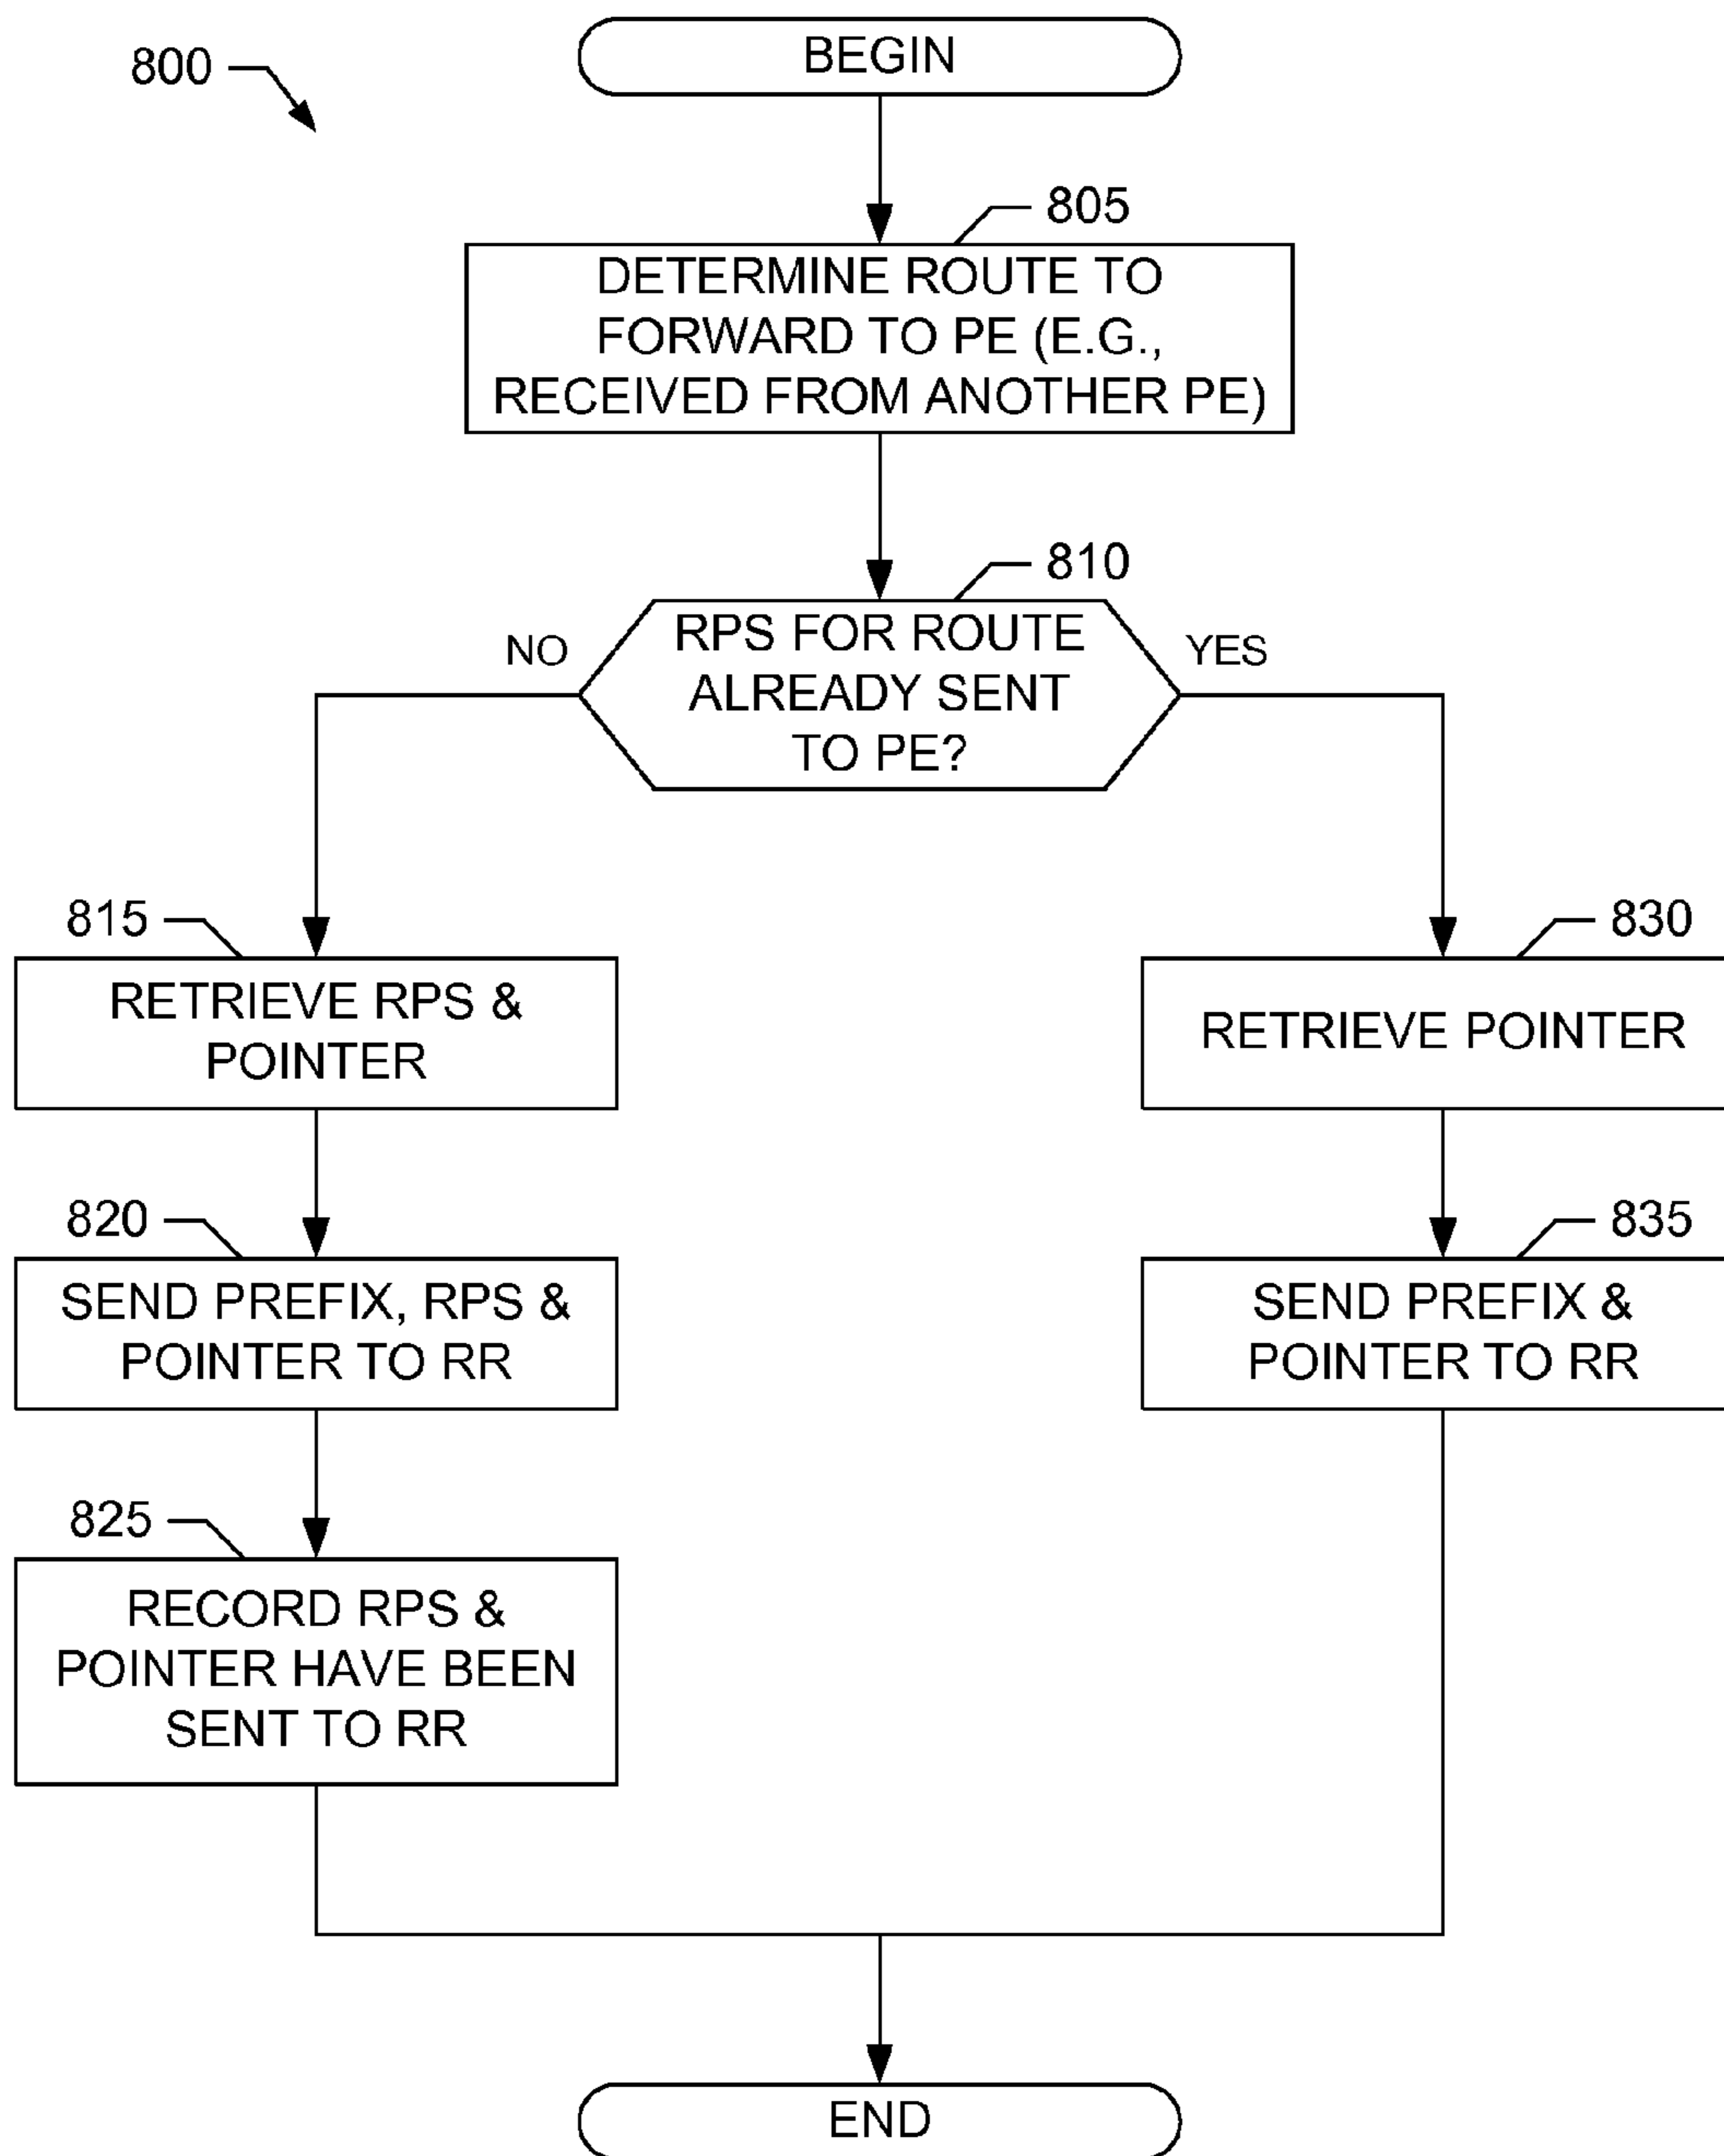 800
BEGIN
805
DETERMINE ROUTE TO
FORWARD TO PE (E.G.,
RECEIVED FROM ANOTHER PE)
810
RPS FOR ROUTE
ALREADY SENT
TO PE?
NO
YES
815
RETRIEVE RPS &
POINTER
830
RETRIEVE POINTER
820
SEND PREFIX, RPS &
POINTER TO RR
835
SEND PREFIX &
POINTER TO RR
825
RECORD RPS &
POINTER HAVE BEEN
SENT TO RR
END